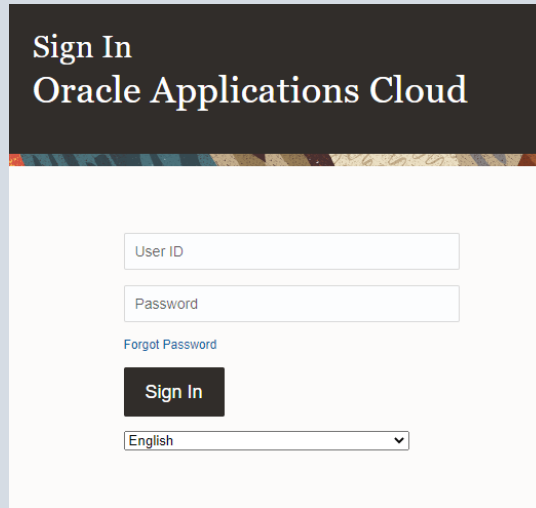 Sign In
Oracle Applications Cloud
User ID
Password
Forgot Password
Sign In
English